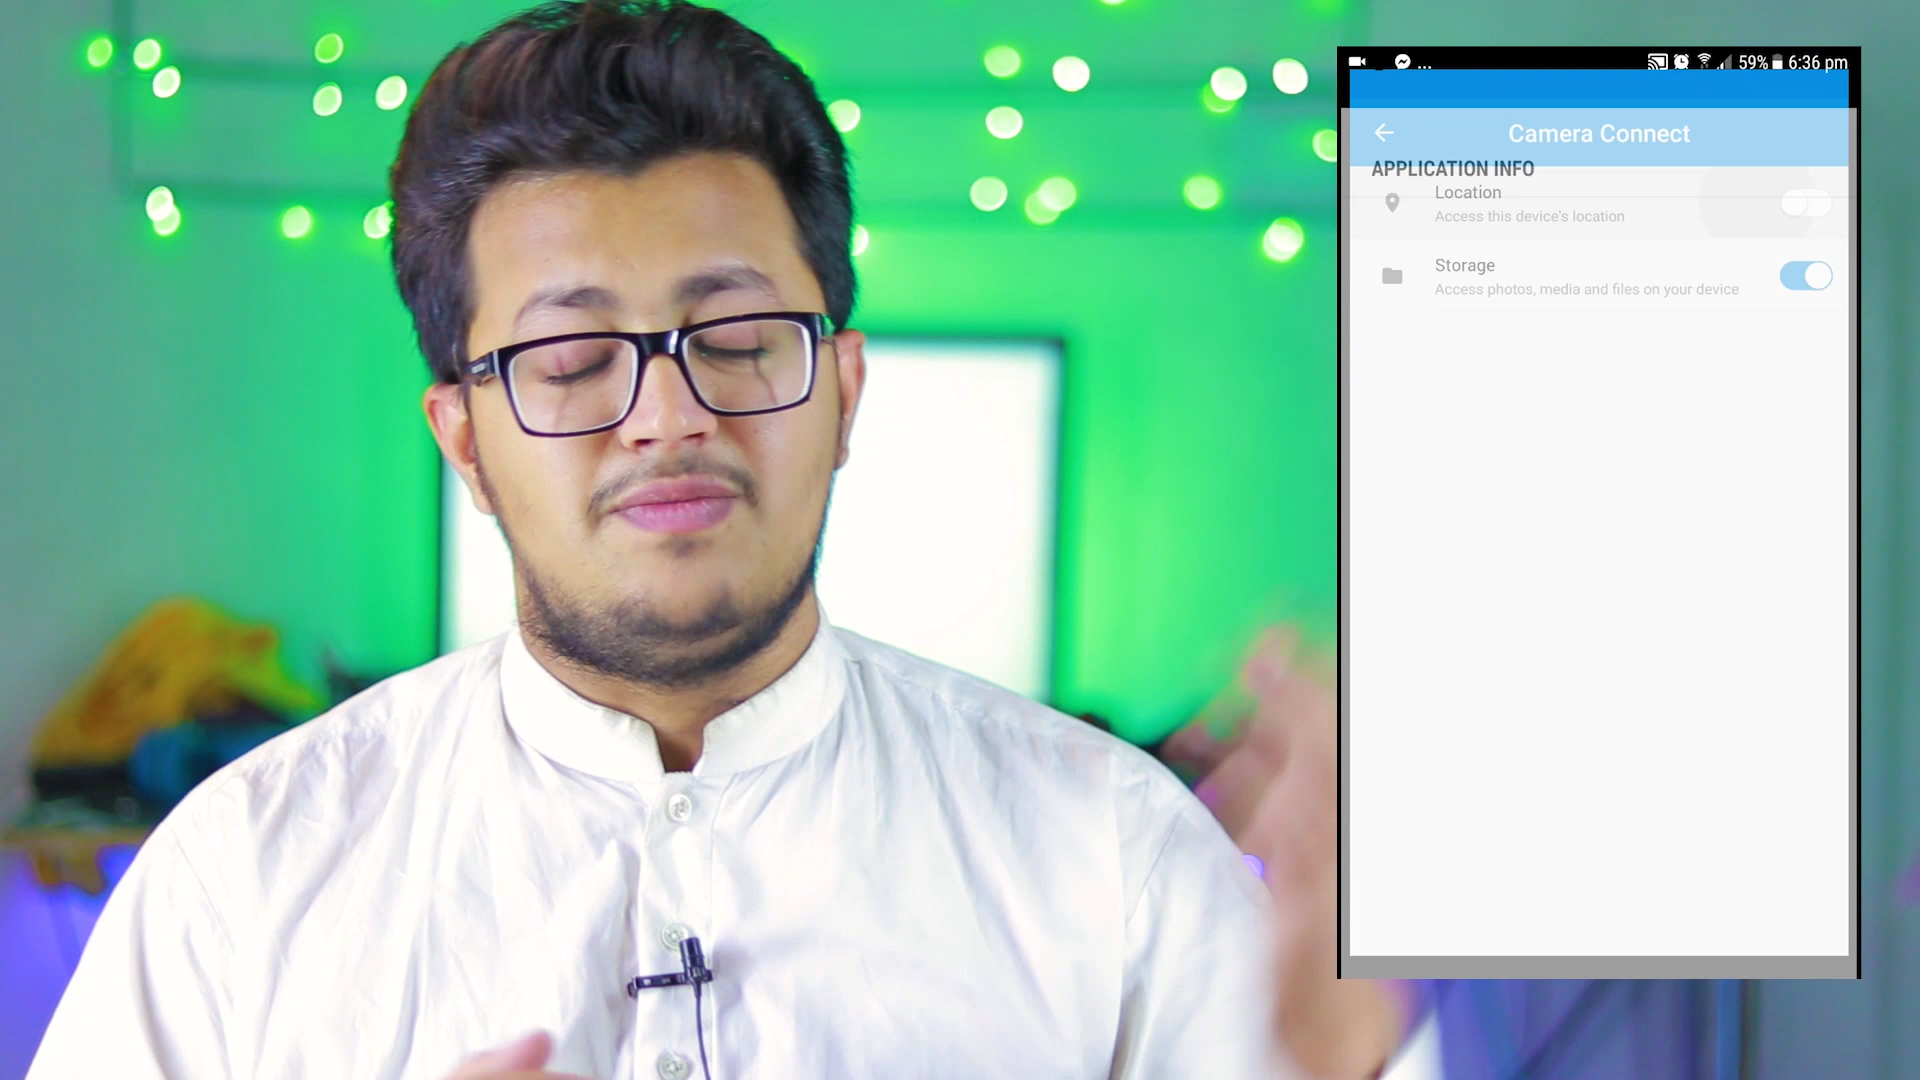 ... 59% 6:36 pm
Camera Connect
APPLICATION INFO
Location
Access this device's location
Storage
Access photos, media and files on your device